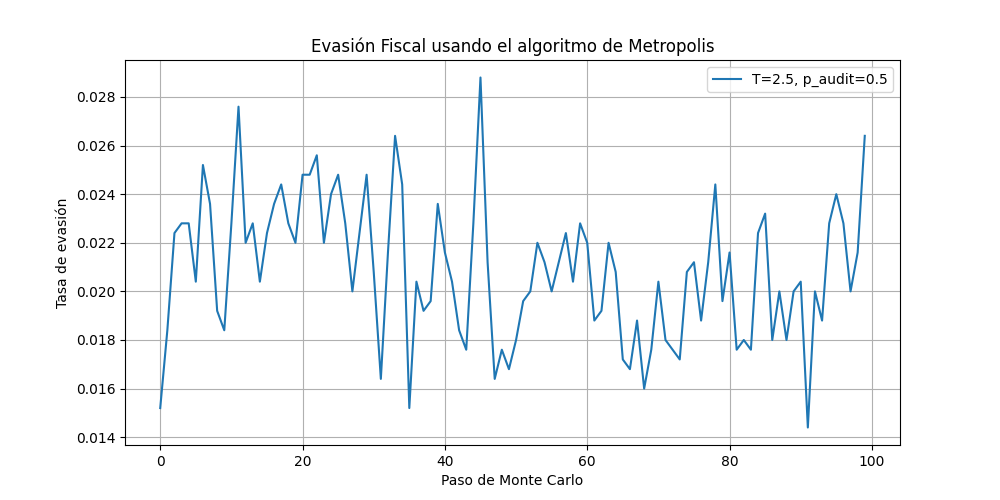 Evasión Fiscal usando el algoritmo de Metropolis
T=2.5, p_audit=0.5
Tasa de evasión
0.028
0.026
0.024
0.022
0.020
0.018
0.016
0.014
0 20 40 60 80 100
Paso de Monte Carlo